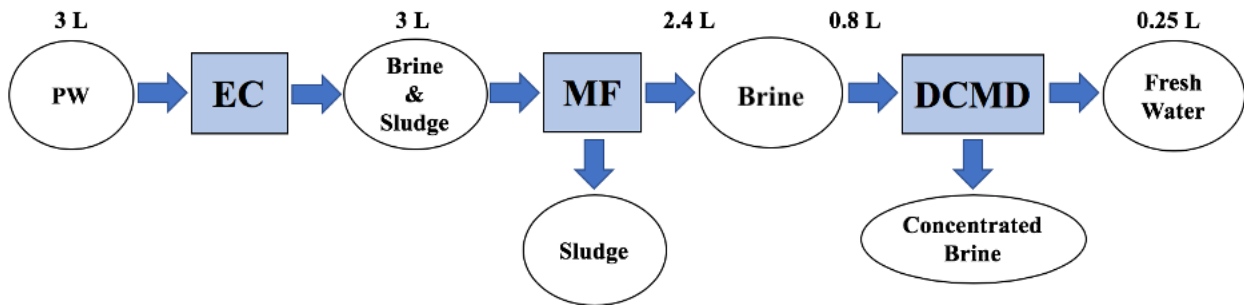 3 L
3 L
2.4 L
0.8 L
0.25 L
PW
EC
Brine
&
Sludge
MF
Brine
DCMD
Fresh
Water
Sludge
Concentrated
Brine